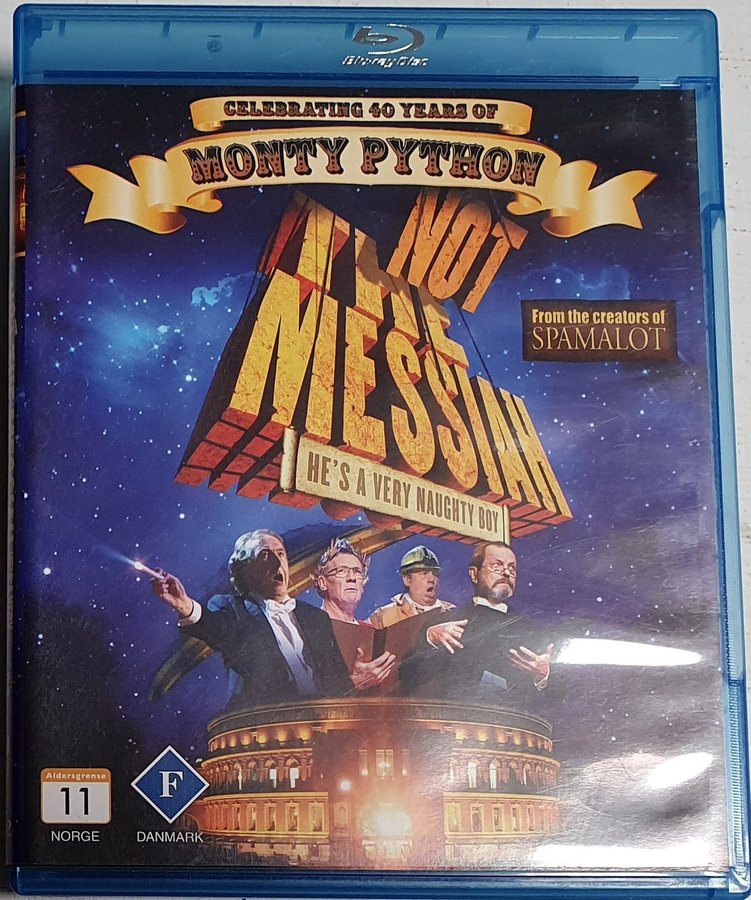 Blu-ray Disc
CELEBRATING 40 YEARS OF
MONTY PYTHON
NOT
THE
MESSIAH
From the creators of
SPAMALOT
HE'S A VERY NAUGHTY BOY
Aldersgrense
11
NORGE
F
DANMARK